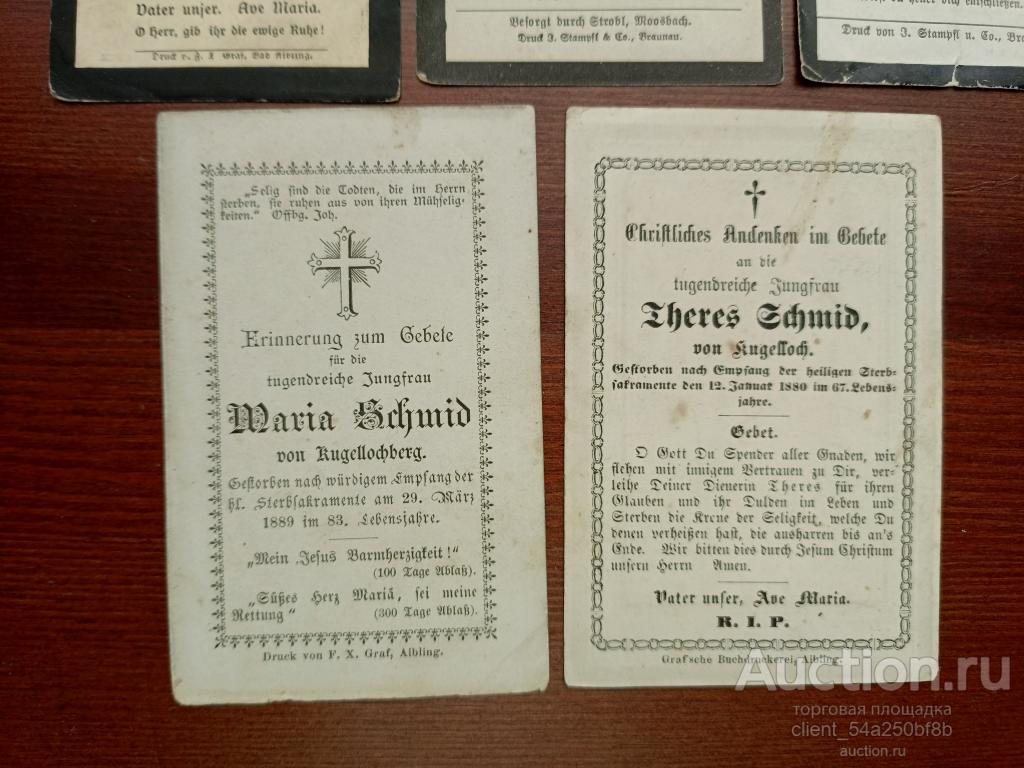 Vater unser. Ave Maria.
O Herr, gib ihr die ewige Ruhe!
Druck v. F. X. Graf, Bad Aibling.
Besorgt durch Strobl, Moosbach.
Druck J. Stampfl & Co., Braunau.
dich entschließen.
Druck von J. Stampfl u. Co., Bra
„Selig sind die Todten, die im Herrn
sterben, sie ruhen aus von ihren Mühselig-
keiten.“ Offbg. Joh.
Erinnerung zum Gebete
für die
tugendreiche Jungfrau
Maria Schmid
von Kugellochberg.
Gestorben nach würdigem Empfang der
hl. Sterbsakramente am 29. März
1889 im 83. Lebensjahre.
„Mein Jesus Barmherzigkeit!“
(100 Tage Ablaß).
„Süßes Herz Mariä, sei meine
Rettung“ (300 Tage Ablaß).
Druck von F. X. Graf, Aibling.
Christliches Andenken im Gebete
an die
tugendreiche Jungfrau
Theres Schmid,
von Kugelloch.
Gestorben nach Empfang der heiligen Sterb-
sakramente den 12. Januar 1880 im 67. Lebens-
jahre.
Gebet.
O Gott Du Spender aller Gnaden, wir
flehen mit innigem Vertrauen zu Dir, ver-
leihe Deiner Dienerin Theres für ihren
Glauben und ihr Dulden im Leben und
Sterben die Krone der Seligkeit, welche Du
denen verheißen hast, die ausharren bis an's
Ende. Wir bitten dies durch Jesum Christum
unsern Herrn Amen.
Vater unser, Ave Maria.
R. I. P.
Graf'sche Buchdruckerei, Aibling.
Auction.ru
торговая площадка
client_54a250bf8b
auction.ru